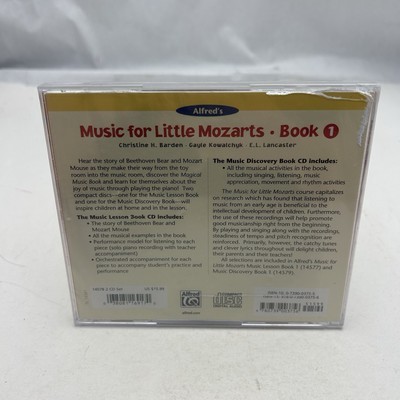 Alfred's
Music for Little Mozarts • Book 1
Christine H. Barden • Gayle Kowalchyk • E.L. Lancaster
Hear the story of Beethoven Bear and Mozart
Mouse as they make their way from the toy
room into the music room, discover the Magical
Music Book and learn for themselves about the
joy of music through playing the piano! Two
compact discs—one for the Music Lesson Book
and one for the Music Discovery Book—will
inspire children at home and in the lesson.
The Music Lesson Book CD includes:
• The story of Beethoven Bear and
Mozart Mouse
• All the musical examples in the book
• Performance model for listening to each
piece (solo piano recording with teacher
accompaniment)
• Orchestrated accompaniment for each
piece to accompany student's practice and
performance
The Music Discovery Book CD includes:
• All the musical activities in the book,
including singing, listening, music
appreciation, movement and rhythm activities
The Music for Little Mozarts course capitalizes
on research which has found that listening to
music from an early age is beneficial to the
intellectual development of children. Furthermore,
the use of these recordings will help promote
good musicianship right from the beginning.
By playing and singing along with the recordings,
steadiness of tempo and pitch recognition are
reinforced. Primarily, however, the catchy tunes
and clever lyrics throughout will delight children,
their parents and their teachers!
All selections are included in Alfred's Music for
Little Mozarts Music Lesson Book 1 (14577) and
Music Discovery Book 1 (14579).
Alfred
alfred.com
COMPACT
disc
DIGITAL AUDIO